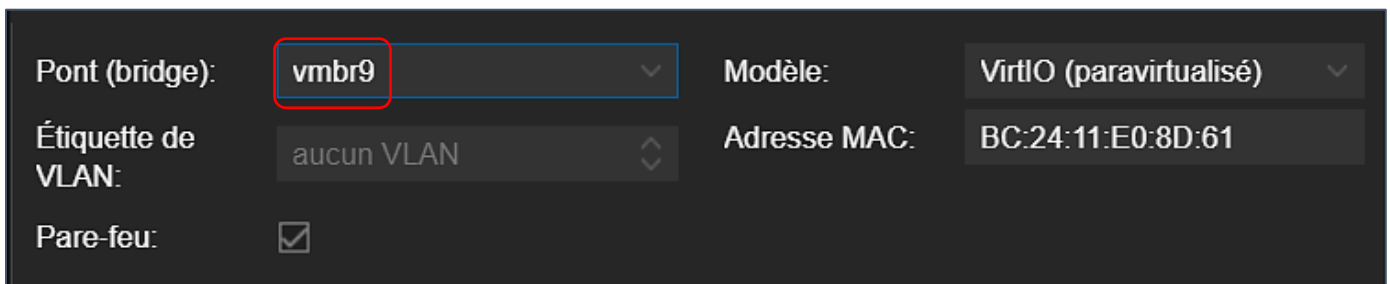 Pont (bridge): vmbr9 Modèle: VirtIO (paravirtualisé)
Étiquette de VLAN: aucun VLAN Adresse MAC: BC:24:11:E0:8D:61
Pare-feu: